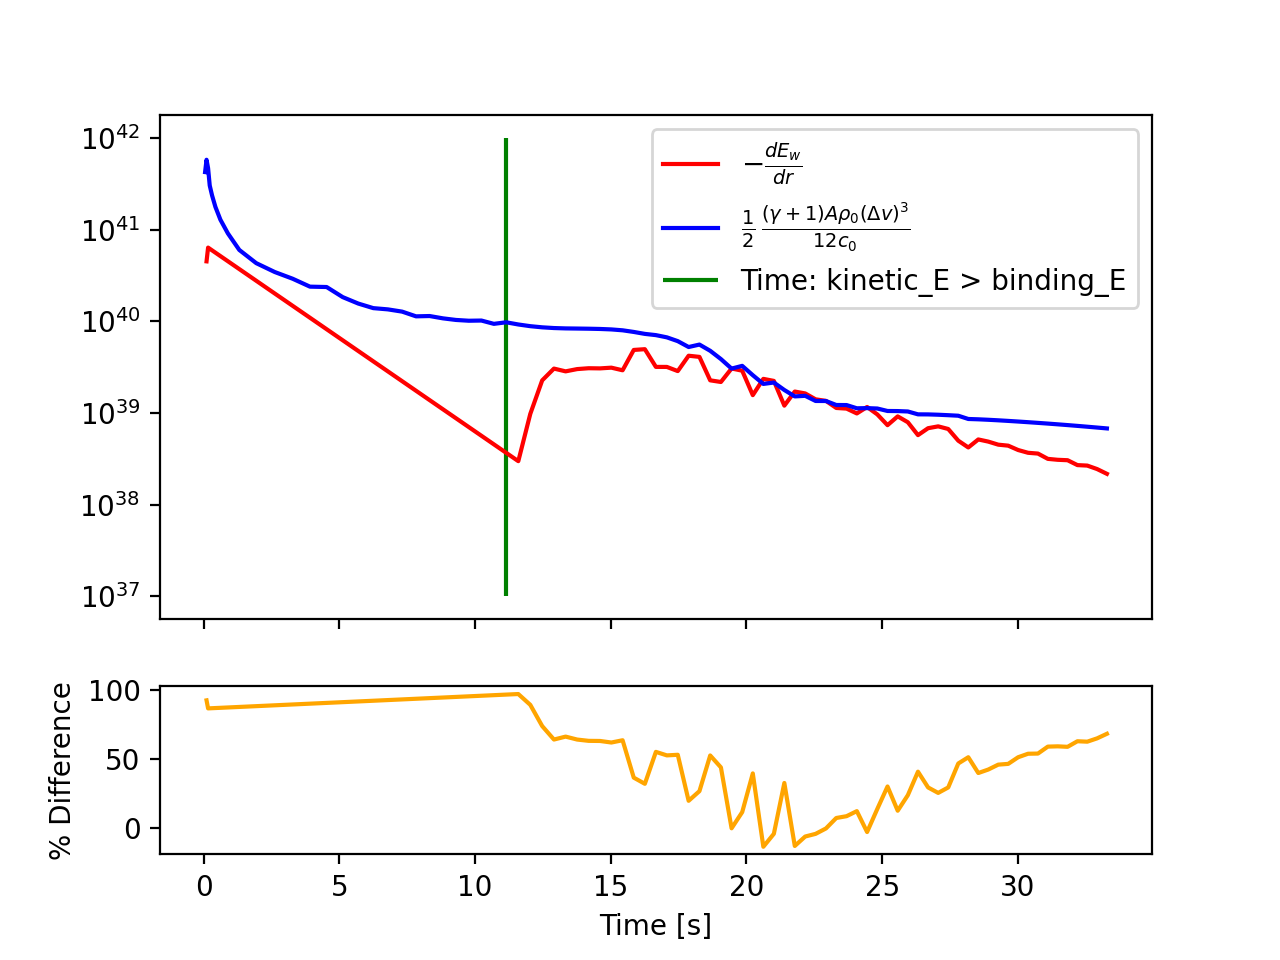 10^42
10^41
10^40
10^39
10^38
10^37
−dE_w/dr
1/2 (γ + 1)Aρ_0(Δv)^3/12c_0
Time: kinetic_E > binding_E
% Difference
100
50
0
0 5 10 15 20 25 30
Time [s]